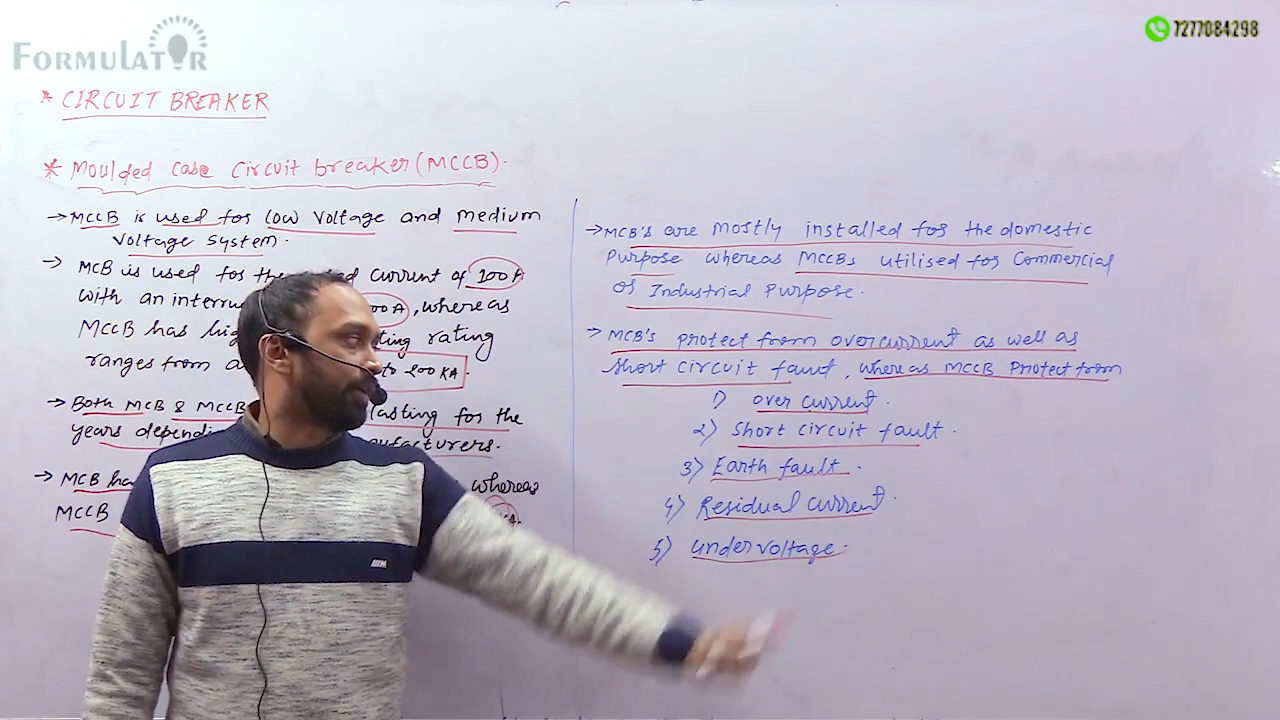 FORMULATOR
7277084298
* CIRCUIT BREAKER
* Moulded case circuit breaker (MCCB).
→ MCCB is used for low voltage and medium
voltage system.
→ MCB is used for the current of 100 A
with an 00 A, whereas
MCCB has rating
ranges from to 200 KA.
→ Both MCB & MCCB lasting for the
years
→ MCB has whereas
MCCB
→ MCB's are mostly installed for the domestic
purpose whereas MCCBs utilised for commercial
or Industrial Purpose.
→ MCB's protect from overcurrent as well as
short circuit fault, whereas MCCB Protect from
1) over current.
2) short circuit fault.
3) Earth fault.
4) Residual current.
5) under voltage.